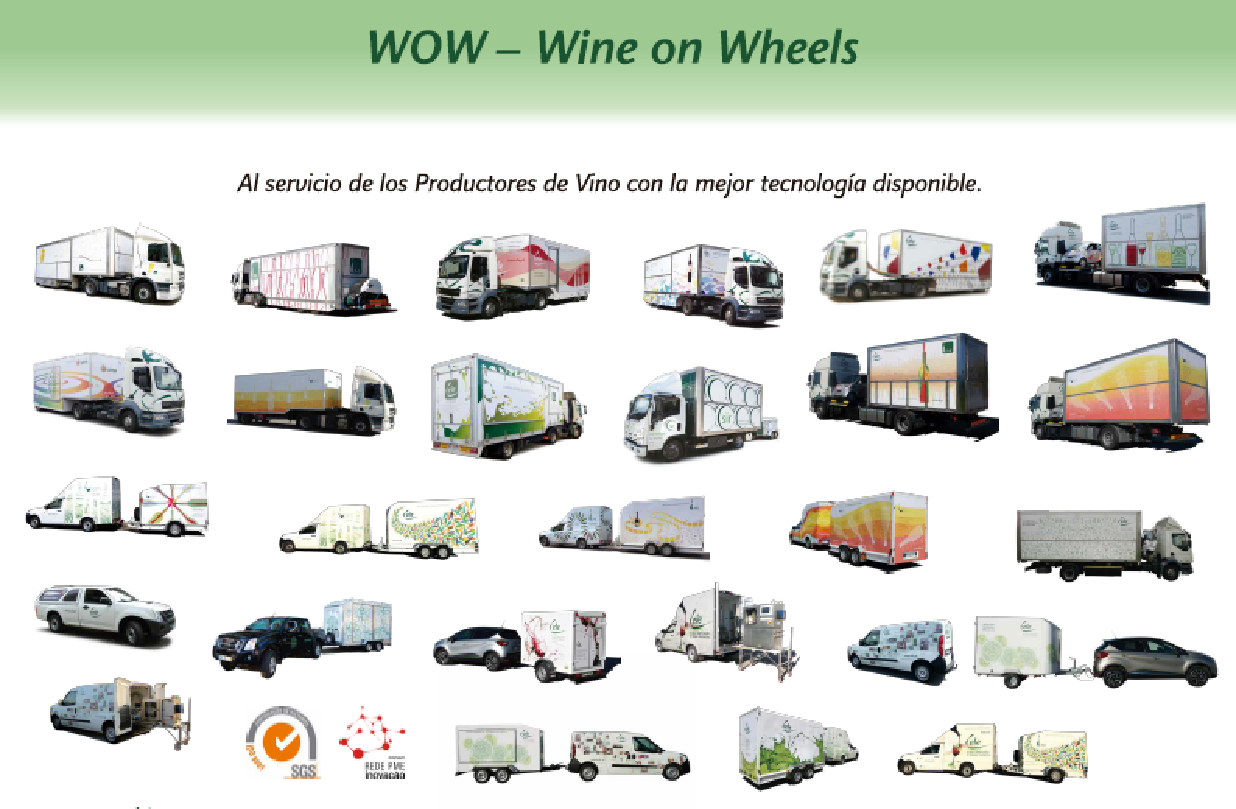 WOW – Wine on Wheels
Al servicio de los Productores de Vino con la mejor tecnología disponible.
SGS
REDE PME
INOVAÇÃO